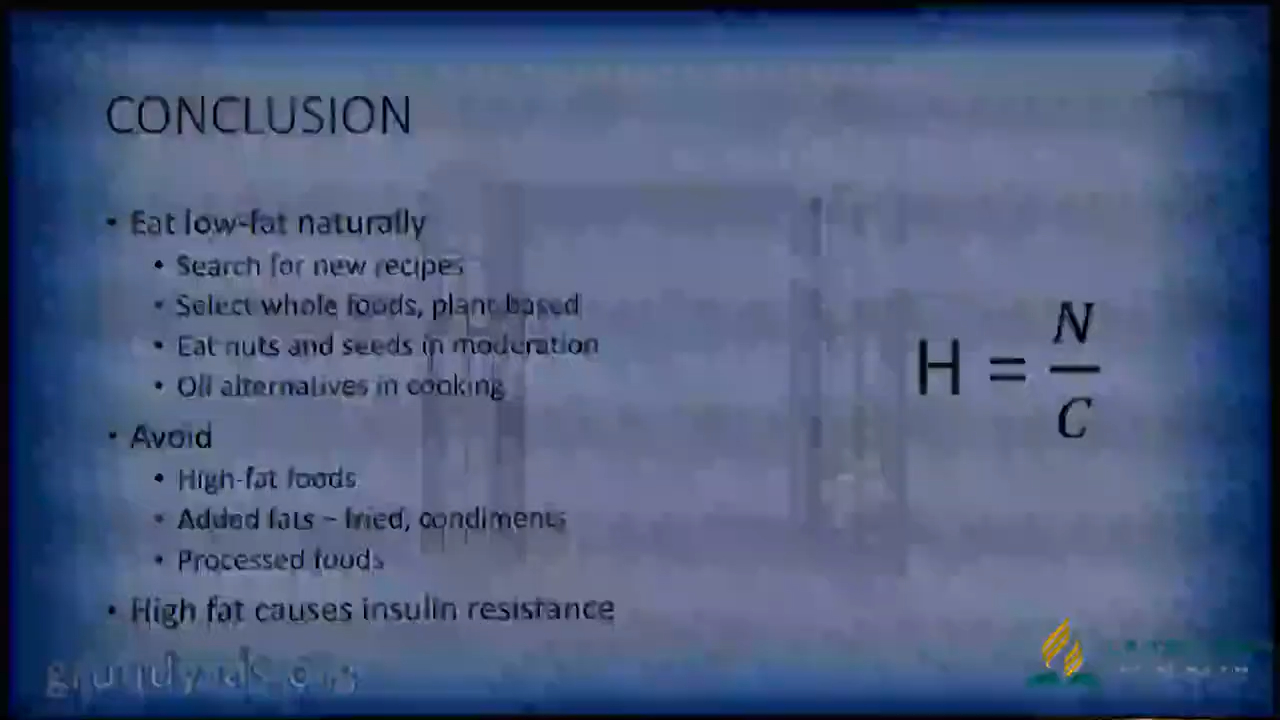 CONCLUSION
• Eat low-fat naturally
• Search for new recipes
• Select whole foods, plant based
• Eat nuts and seeds in moderation
• Oil alternatives in cooking
• Avoid
• High-fat foods
• Added fats – fried, condiments
• Processed foods
• High fat causes insulin resistance
H = N/C